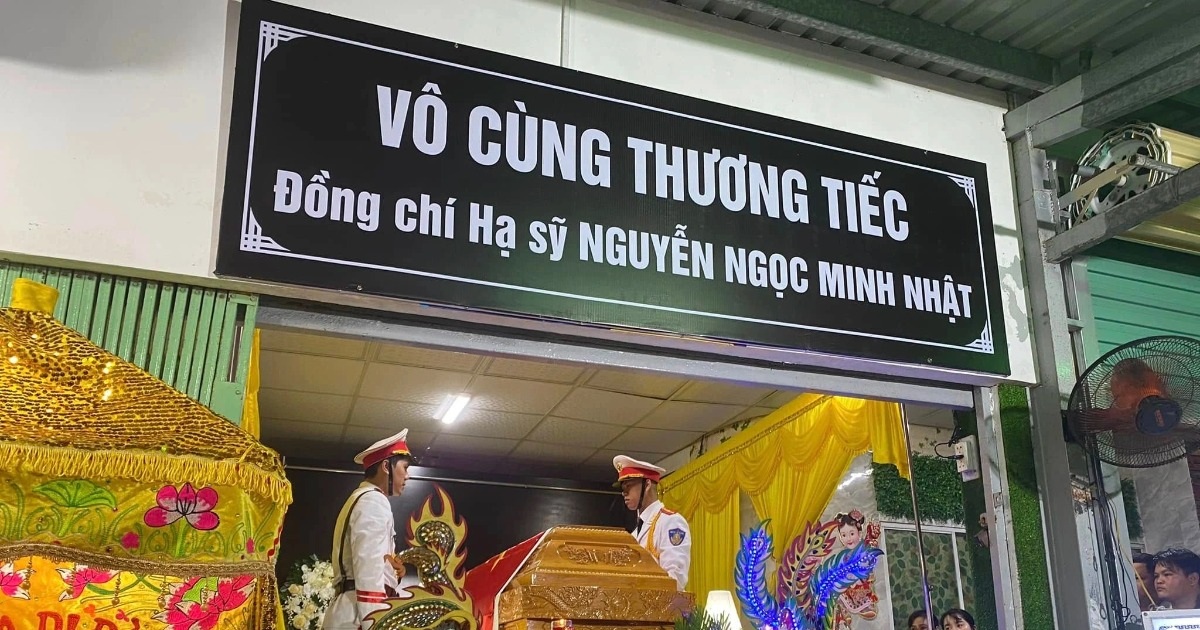 VÔ CÙNG THƯƠNG TIẾC
Đồng chí Hạ sỹ NGUYỄN NGỌC MINH NHẬT